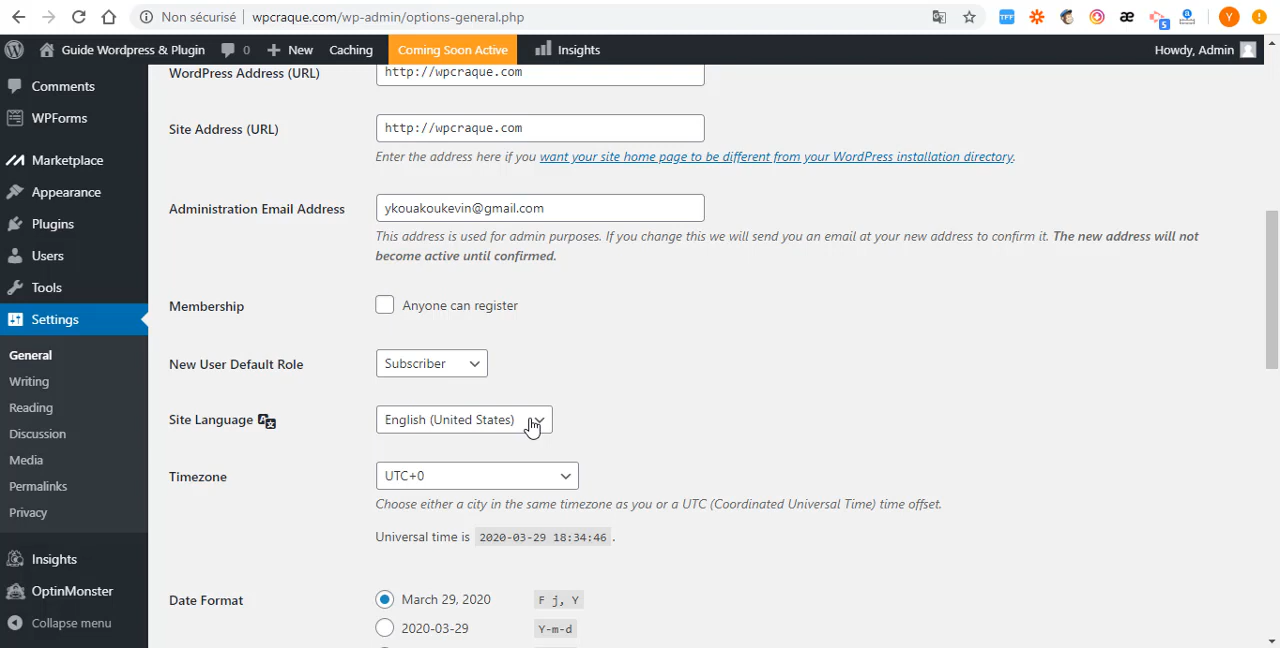 Non sécurisé wpcraque.com/wp-admin/options-general.php
TFF
æ
5
Y
Guide Wordpress & Plugin 0 New Caching Coming Soon Active Insights Howdy, Admin
Comments
WPForms
Marketplace
Appearance
Plugins
Users
Tools
Settings
General
Writing
Reading
Discussion
Media
Permalinks
Privacy
Insights
OptinMonster
Collapse menu
WordPress Address (URL) http://wpcraque.com
Site Address (URL) http://wpcraque.com
Enter the address here if you want your site home page to be different from your WordPress installation directory.
Administration Email Address ykouakoukevin@gmail.com
This address is used for admin purposes. If you change this we will send you an email at your new address to confirm it. The new address will not
become active until confirmed.
Membership Anyone can register
New User Default Role Subscriber
Site Language English (United States)
Timezone UTC+0
Choose either a city in the same timezone as you or a UTC (Coordinated Universal Time) time offset.
Universal time is 2020-03-29 18:34:46 .
Date Format March 29, 2020 F j, Y
2020-03-29 Y-m-d